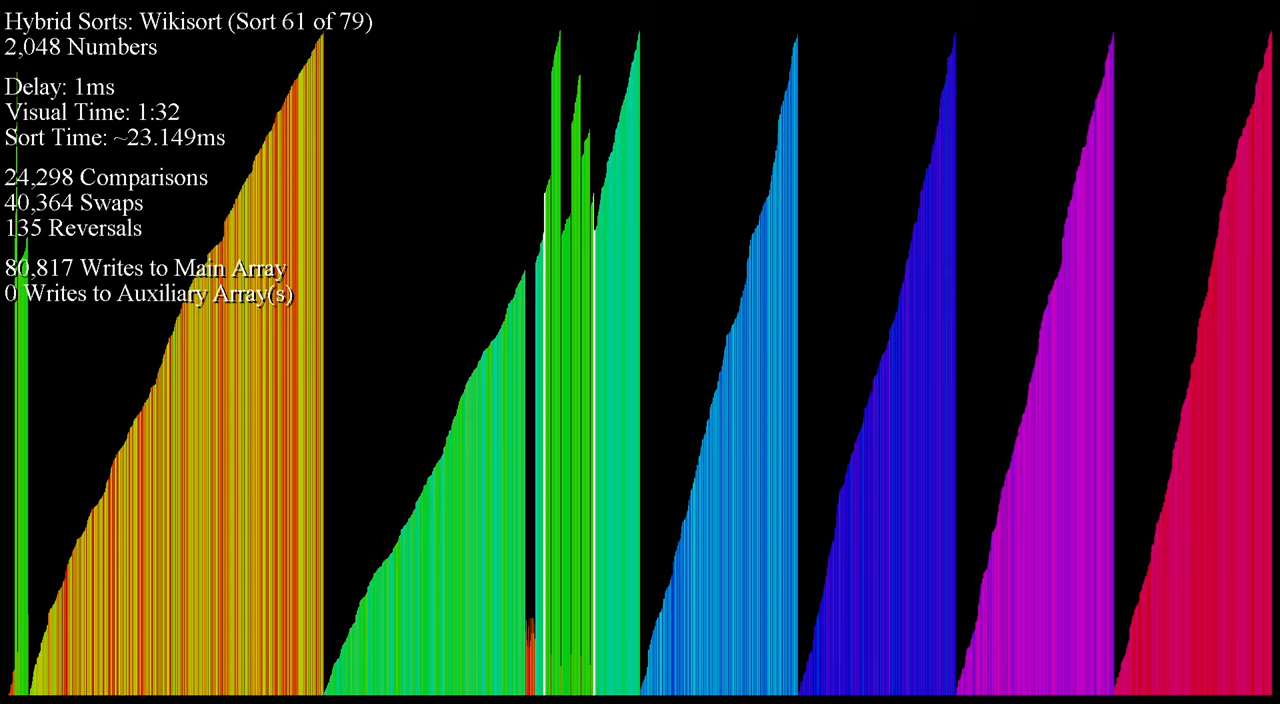 Hybrid Sorts: Wikisort (Sort 61 of 79)
2,048 Numbers
Delay: 1ms
Visual Time: 1:32
Sort Time: ~23.149ms
24,298 Comparisons
40,364 Swaps
135 Reversals
80,817 Writes to Main Array
0 Writes to Auxiliary Array(s)